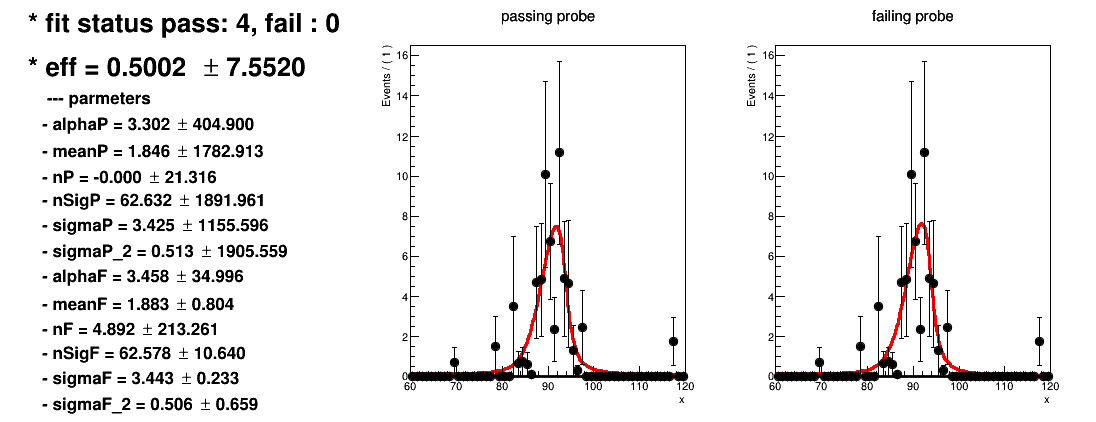 * fit status pass: 4, fail : 0
* eff = 0.5002 ± 7.5520
--- parmeters
- alphaP = 3.302 ± 404.900
- meanP = 1.846 ± 1782.913
- nP = -0.000 ± 21.316
- nSigP = 62.632 ± 1891.961
- sigmaP = 3.425 ± 1155.596
- sigmaP_2 = 0.513 ± 1905.559
- alphaF = 3.458 ± 34.996
- meanF = 1.883 ± 0.804
- nF = 4.892 ± 213.261
- nSigF = 62.578 ± 10.640
- sigmaF = 3.443 ± 0.233
- sigmaF_2 = 0.506 ± 0.659
passing probe
Events / ( 1 )
16
14
12
10
8
6
4
2
0
60 70 80 90 100 110 120
x
failing probe
Events / ( 1 )
16
14
12
10
8
6
4
2
0
60 70 80 90 100 110 120
x